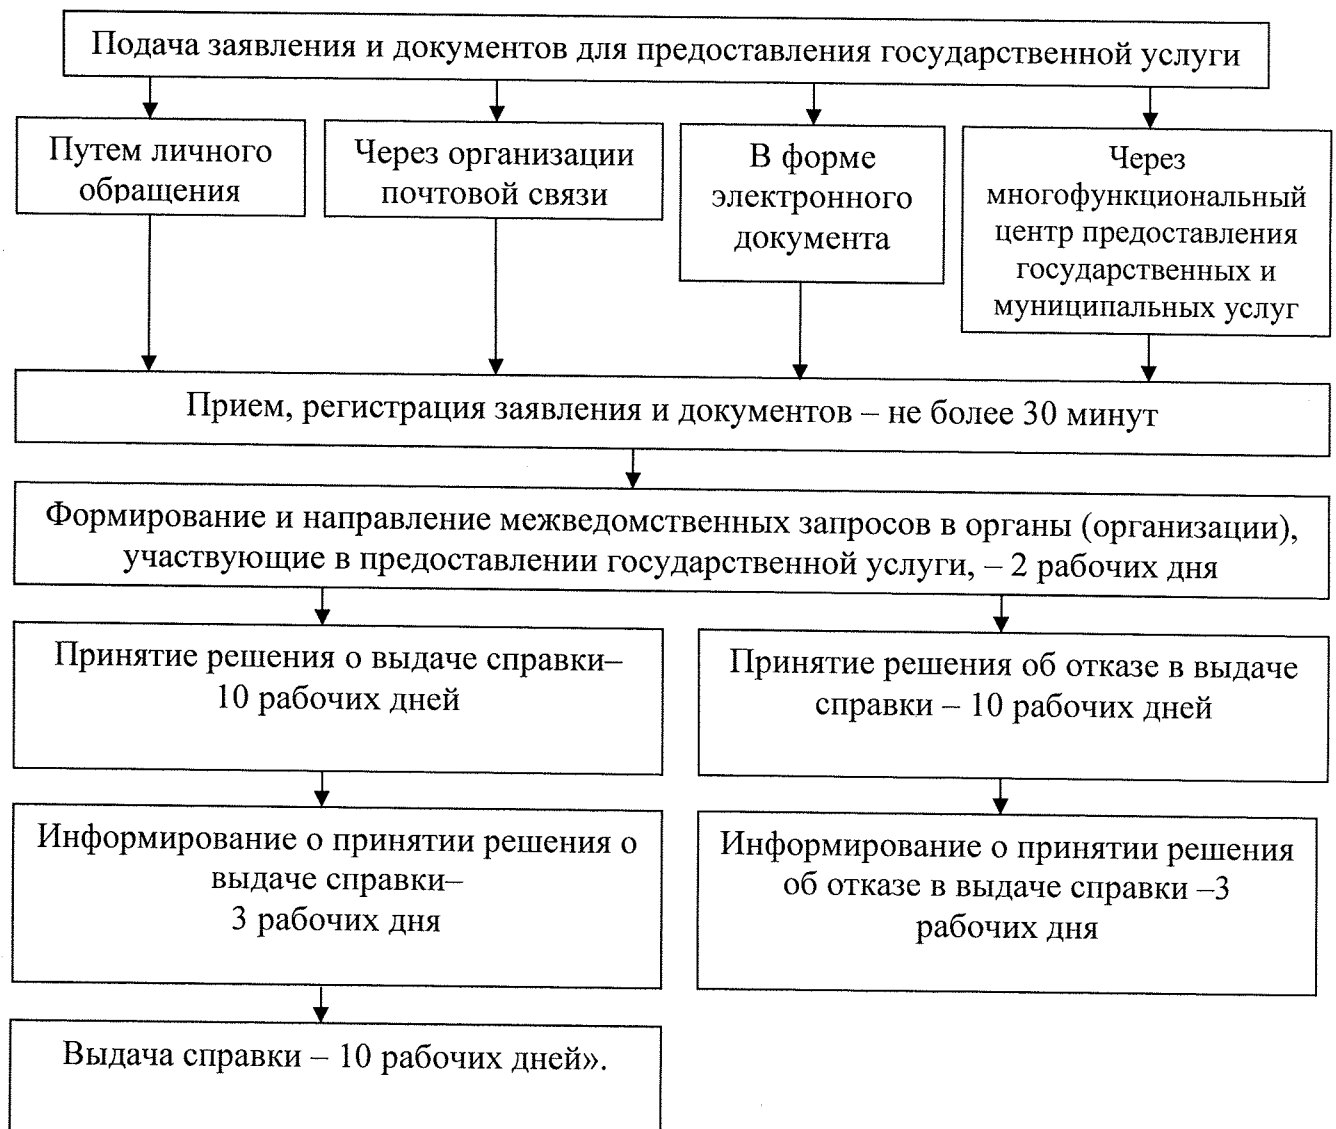 Подача заявления и документов для предоставления государственной услуги
Путем личного
обращения
Через организации
почтовой связи
В форме
электронного
документа
Через
многофункциональный
центр предоставления
государственных и
муниципальных услуг
Прием, регистрация заявления и документов – не более 30 минут
Формирование и направление межведомственных запросов в органы (организации),
участвующие в предоставлении государственной услуги, – 2 рабочих дня
Принятие решения о выдаче справки–
10 рабочих дней
Принятие решения об отказе в выдаче
справки – 10 рабочих дней
Информирование о принятии решения о
выдаче справки–
3 рабочих дня
Информирование о принятии решения
об отказе в выдаче справки –3
рабочих дня
Выдача справки – 10 рабочих дней».